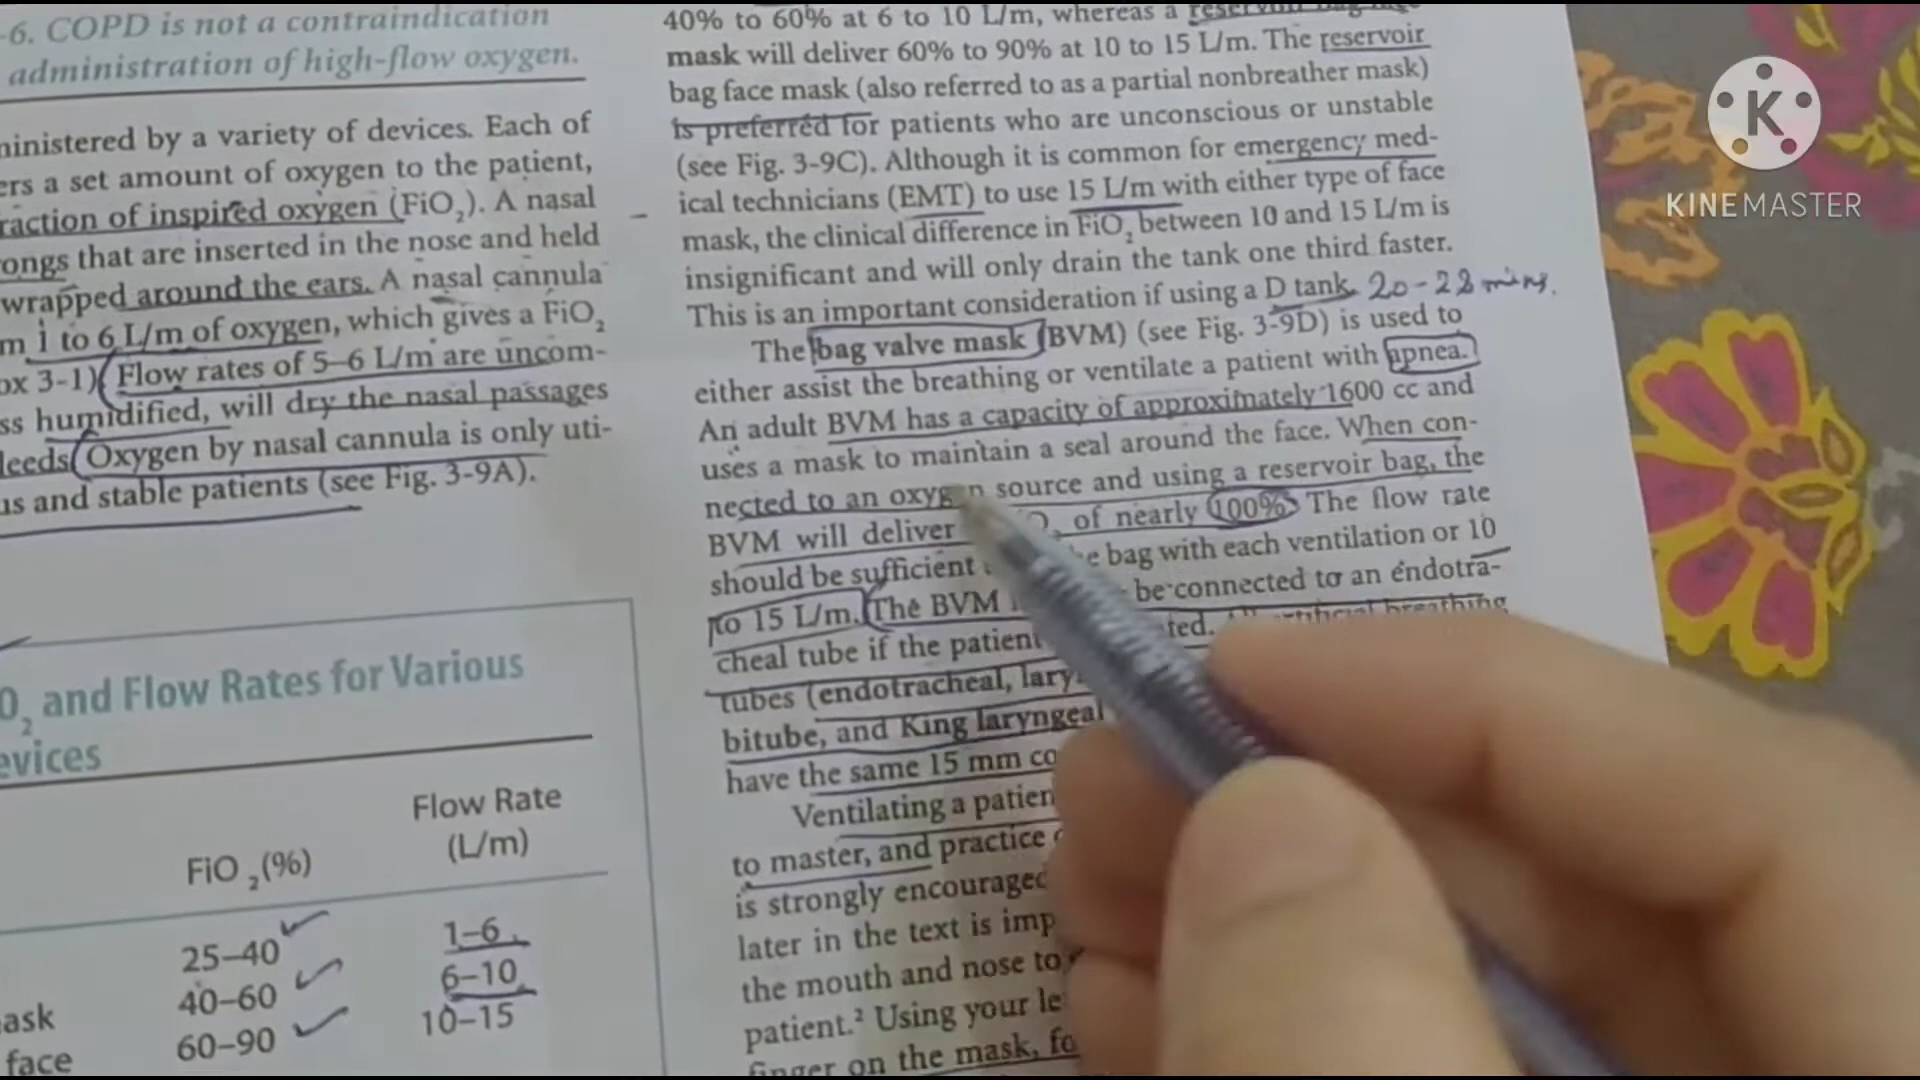 -6. COPD is not a contraindication
administration of high-flow oxygen.
ministered by a variety of devices. Each of
ers a set amount of oxygen to the patient,
raction of inspired oxygen (FiO2). A nasal
ongs that are inserted in the nose and held
wrapped around the ears. A nasal cannula
m 1 to 6 L/m of oxygen, which gives a FiO2
ox 3-1). Flow rates of 5–6 L/m are uncom-
ss humidified, will dry the nasal passages
leeds. Oxygen by nasal cannula is only uti-
us and stable patients (see Fig. 3-9A).
O2 and Flow Rates for Various
evices
FiO2 (%)
Flow Rate
(L/m)
25–40 1–6
40–60 6–10
ask
60–90 10–15
face
40% to 60% at 6 to 10 L/m, whereas a reservoir bag face
mask will deliver 60% to 90% at 10 to 15 L/m. The reservoir
bag face mask (also referred to as a partial nonbreather mask)
is preferred for patients who are unconscious or unstable
(see Fig. 3-9C). Although it is common for emergency med-
ical technicians (EMT) to use 15 L/m with either type of face
mask, the clinical difference in FiO2 between 10 and 15 L/m is
insignificant and will only drain the tank one third faster.
This is an important consideration if using a D tank. 20-28 mins.
The bag valve mask (BVM) (see Fig. 3-9D) is used to
either assist the breathing or ventilate a patient with apnea.
An adult BVM has a capacity of approximately 1600 cc and
uses a mask to maintain a seal around the face. When con-
nected to an oxygen source and using a reservoir bag, the
BVM will deliver of nearly 100%. The flow rate
should be sufficient the bag with each ventilation or 10
to 15 L/m. The BVM be connected to an endotra-
cheal tube if the patient artificial breathing
tubes (endotracheal,
bitube, and King laryngeal
have the same 15 mm
Ventilating a
to master, and practice
is strongly encouraged
later in the text is
the mouth and nose to
patient.² Using your
finger on the mask,
K
KINEMASTER